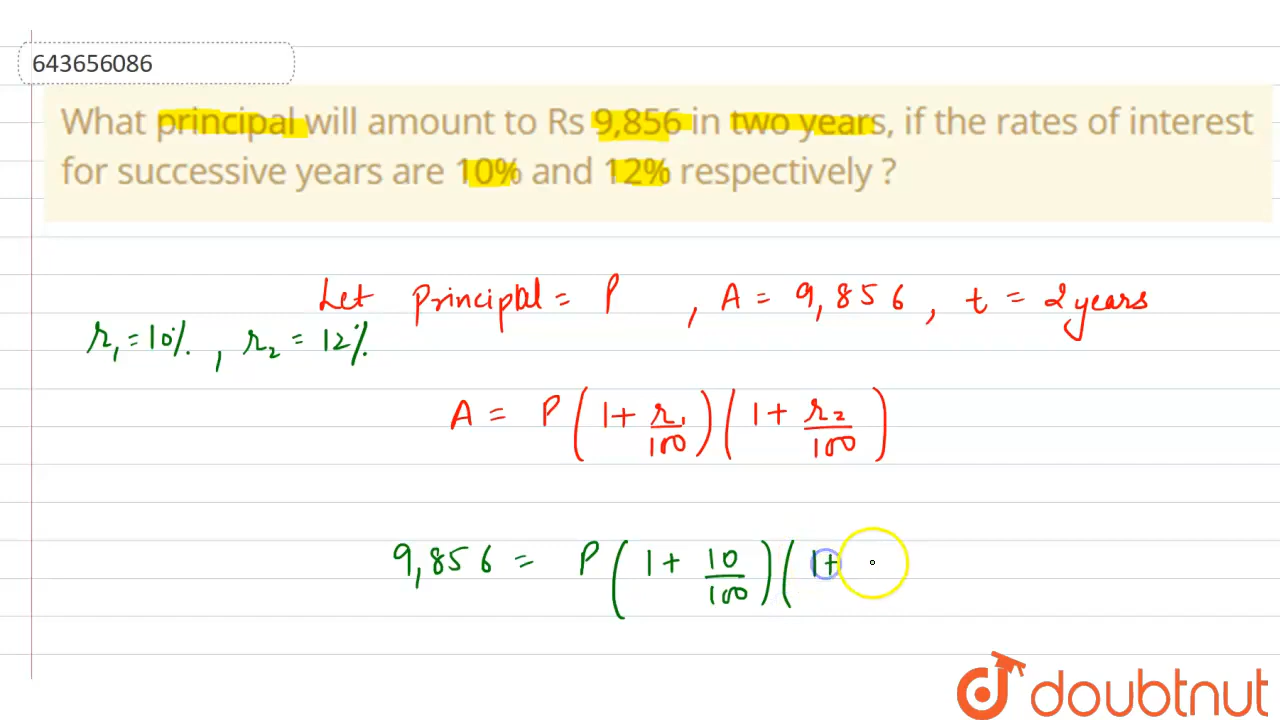 643656086
What principal will amount to Rs 9,856 in two years, if the rates of interest
for successive years are 10% and 12% respectively ?
Let principal = P , A = 9,856 , t = 2 years
r₁ = 10% , r₂ = 12%
A = P ( 1 + r₁/100 ) ( 1 + r₂/100 )
9,856 = P ( 1 + 10/100 ) ( 1 +
doubtnut